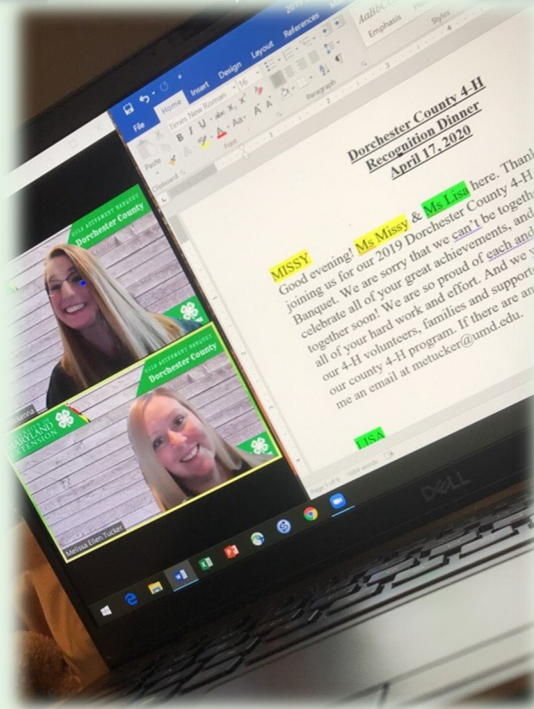 File
Home
Insert
Design
Layout
References
Times New Roman
16
Paste
B I U
Clipboard
Font
Paragraph
Emphasis
Styles
Dorchester County 4-H
Recognition Dinner
April 17, 2020
MISSY
Good evening! Ms Missy & Ms Lisa here. Thank
joining us for our 2019 Dorchester County 4-H
Banquet. We are sorry that we can't be togeth
celebrate all of your great achievements, and
together soon! We are so proud of each and
all of your hard work and effort. And we
our 4-H volunteers, families and support
our county 4-H program. If there are an
me an email at mctucker@umd.edu.
LISA
Dorchester County
Dorchester County
MARYLAND
EXTENSION
Melissa Ellen Tucker
DELL